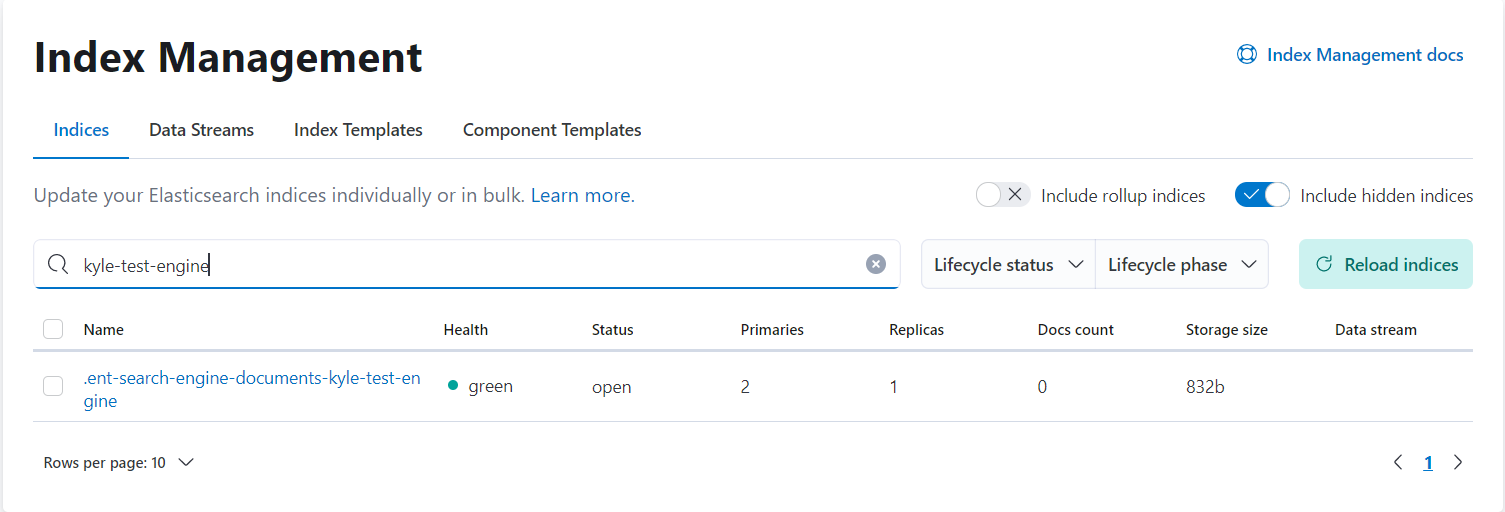 Index Management
Index Management docs
Indices Data Streams Index Templates Component Templates
Update your Elasticsearch indices individually or in bulk. Learn more.
Include rollup indices
Include hidden indices
kyle-test-engine
Lifecycle status
Lifecycle phase
Reload indices
Name Health Status Primaries Replicas Docs count Storage size Data stream
.ent-search-engine-documents-kyle-test-en
gine
green open 2 1 0 832b
Rows per page: 10
1